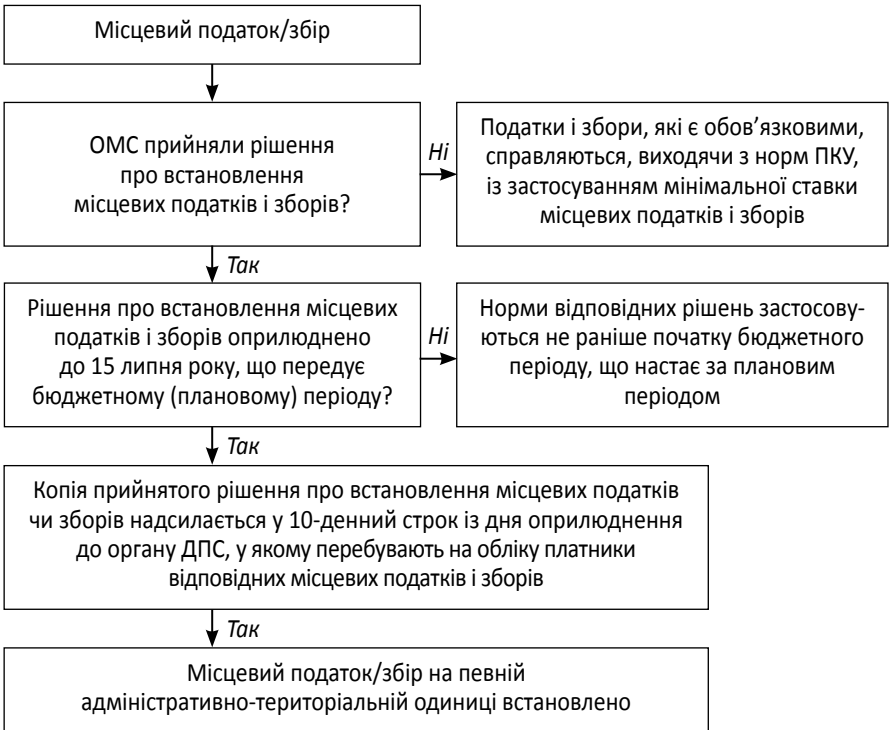 Місцевий податок/збір
ОМС прийняли рішення
про встановлення
місцевих податків і зборів?
Ні
Податки і збори, які є обов’язковими,
справляються, виходячи з норм ПКУ,
із застосуванням мінімальної ставки
місцевих податків і зборів
Так
Рішення про встановлення місцевих
податків і зборів оприлюднено
до 15 липня року, що передує
бюджетному (плановому) періоду?
Ні
Норми відповідних рішень застосову-
ються не раніше початку бюджетного
періоду, що настає за плановим
періодом
Так
Копія прийнятого рішення про встановлення місцевих податків
чи зборів надсилається у 10-денний строк із дня оприлюднення
до органу ДПС, у якому перебувають на обліку платники
відповідних місцевих податків і зборів
Так
Місцевий податок/збір на певній
адміністративно-територіальній одиниці встановлено